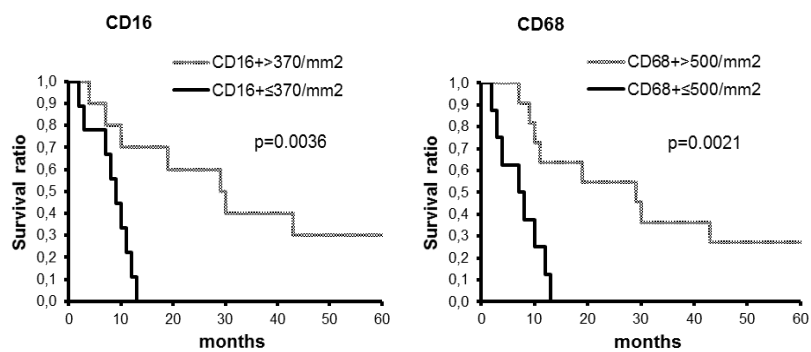 CD16
CD16+>370/mm2
CD16+≤370/mm2
p=0.0036
Survival ratio
1,0
0,9
0,8
0,7
0,6
0,5
0,4
0,3
0,2
0,1
0,0
0 10 20 30 40 50 60
months
CD68
CD68+>500/mm2
CD68+≤500/mm2
p=0.0021
Survival ratio
1,0
0,9
0,8
0,7
0,6
0,5
0,4
0,3
0,2
0,1
0,0
0 10 20 30 40 50 60
months